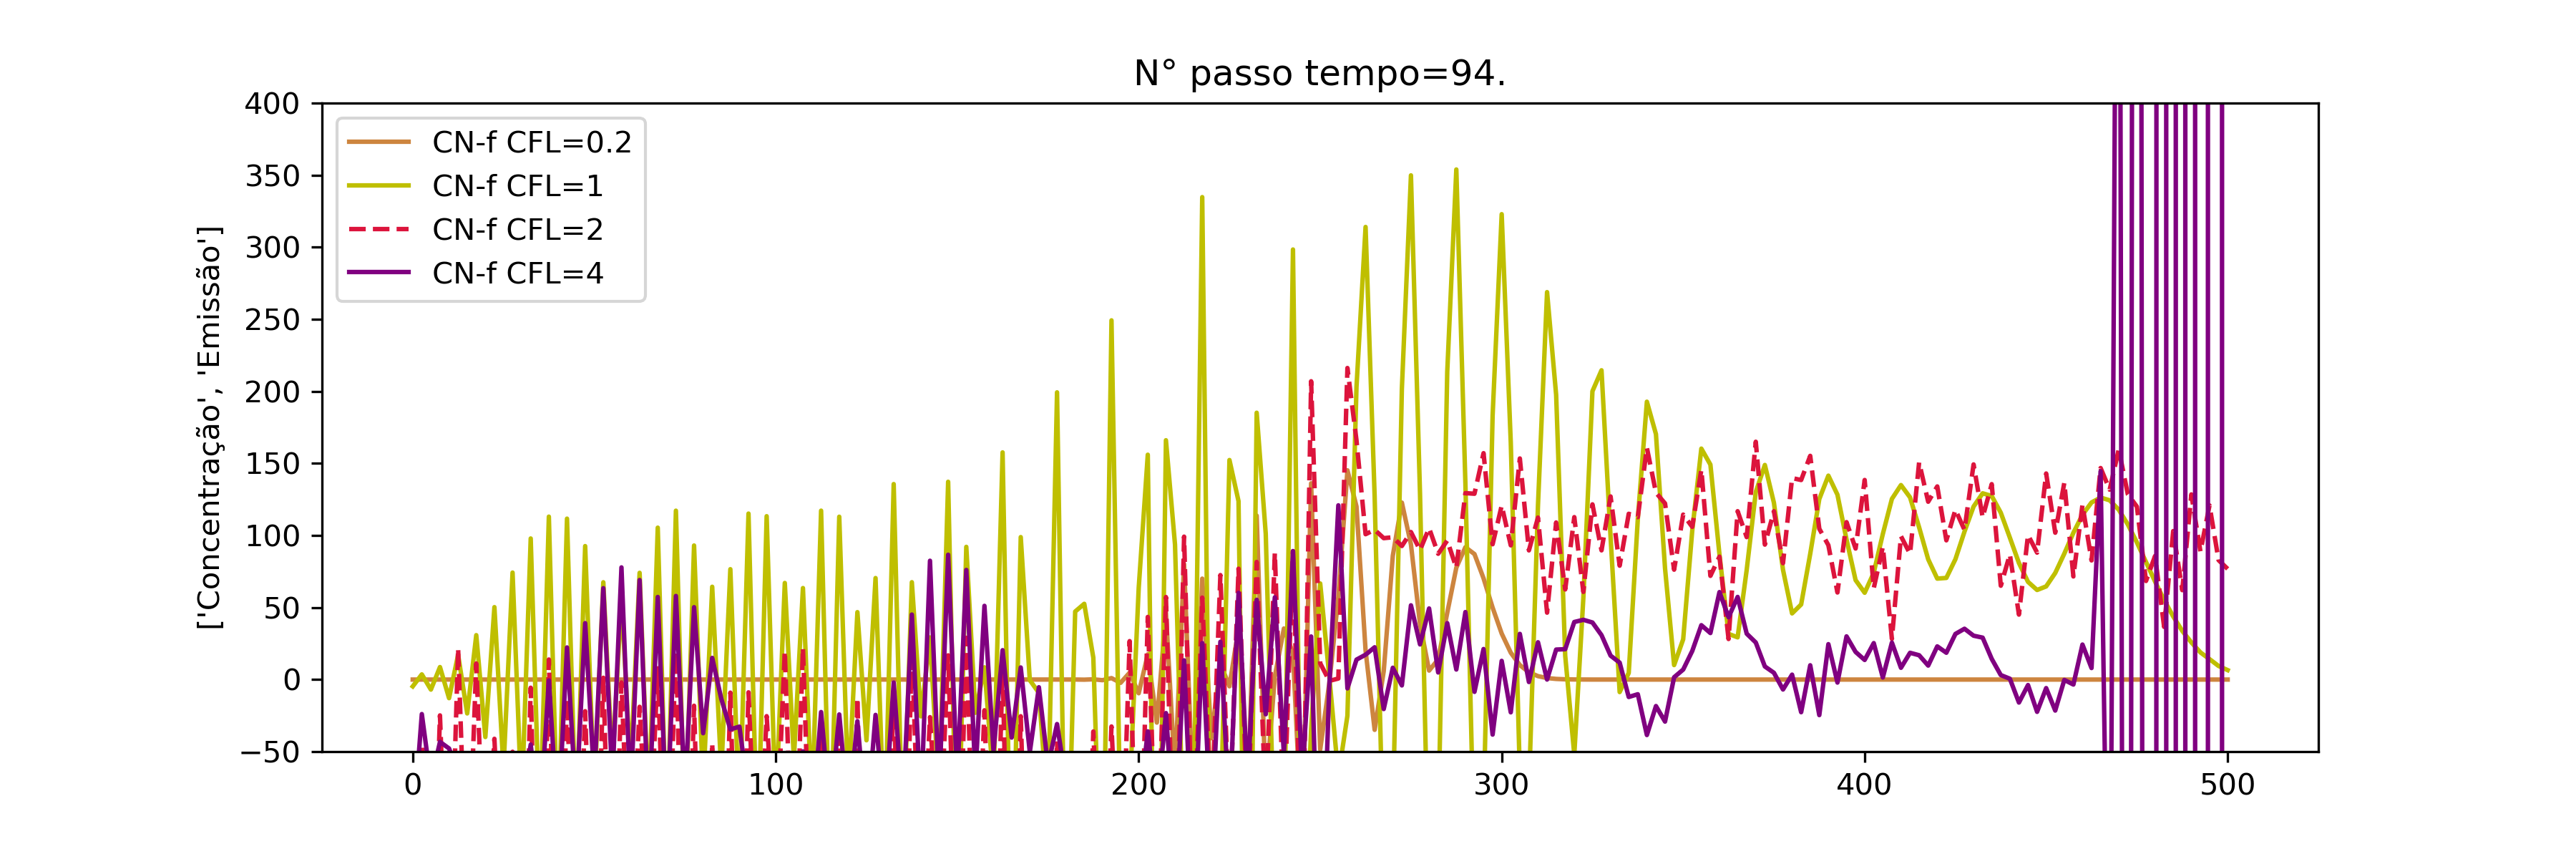 N° passo tempo=94.
['Concentração', 'Emissão']
400
350
300
250
200
150
100
50
0
−50
CN-f CFL=0.2
CN-f CFL=1
CN-f CFL=2
CN-f CFL=4
0 100 200 300 400 500